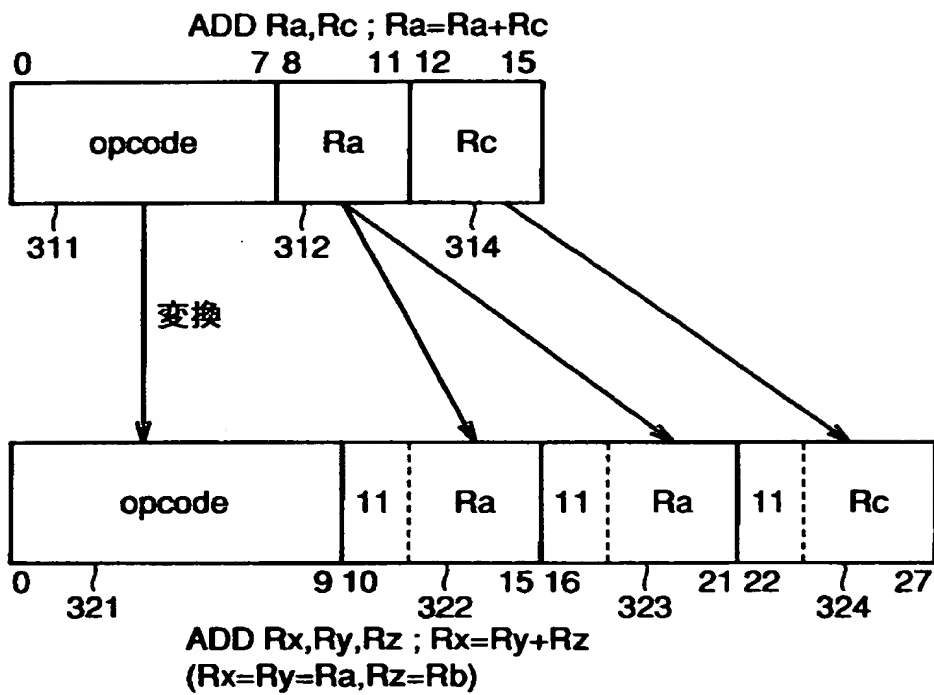 ADD Ra,Rc ; Ra=Ra+Rc
0 7 8 11 12 15
opcode Ra Rc
311 312 314
変換
opcode 11 Ra 11 Ra 11 Rc
0 9 10 15 16 21 22 27
321 322 323 324
ADD Rx,Ry,Rz ; Rx=Ry+Rz
(Rx=Ry=Ra,Rz=Rb)